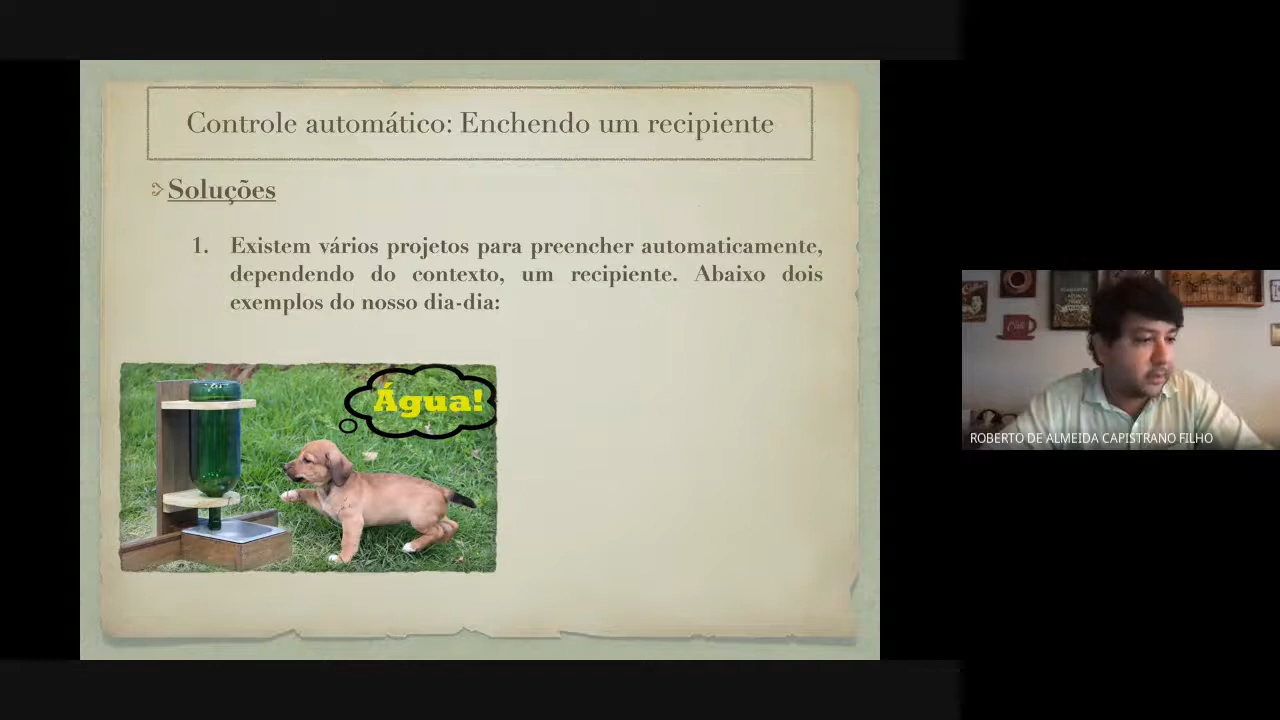 Controle automático: Enchendo um recipiente
Soluções
1. Existem vários projetos para preencher automaticamente,
dependendo do contexto, um recipiente. Abaixo dois
exemplos do nosso dia-dia:
Água!
ROBERTO DE ALMEIDA CAPISTRANO FILHO